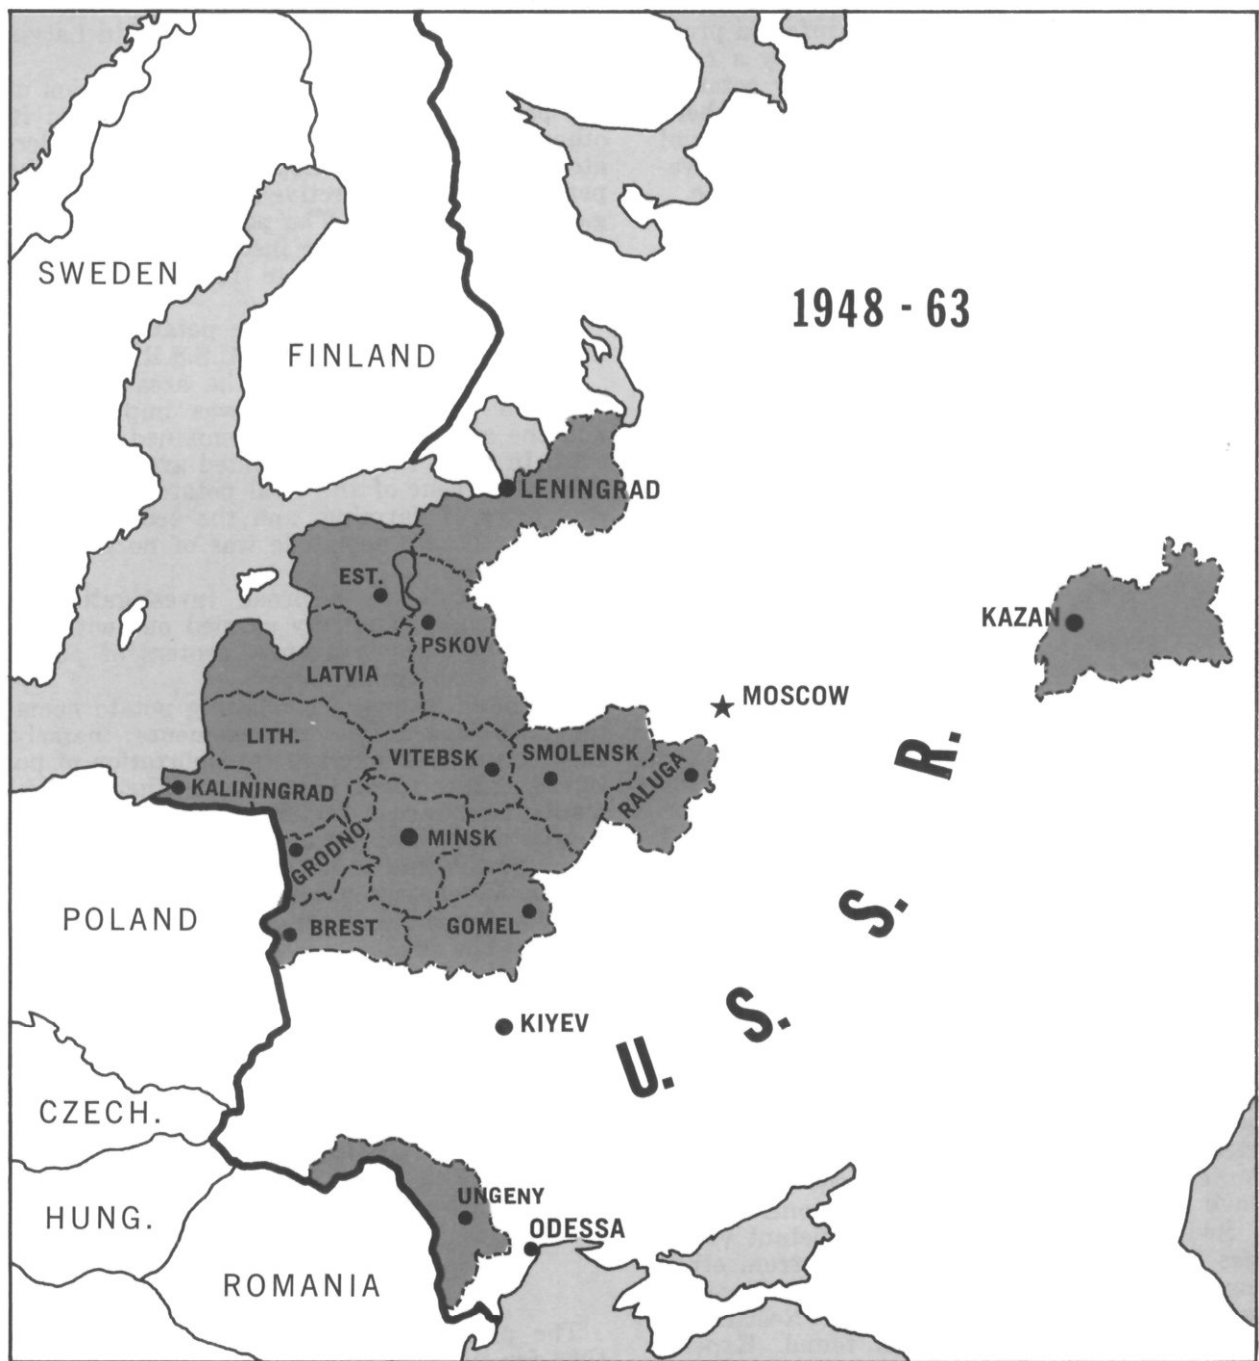 SWEDEN
1948 - 63
FINLAND
LENINGRAD
EST.
KAZAN
PSKOV
LATVIA
MOSCOW
LITH.
VITEBSK
SMOLENSK
RALUGA
KALININGRAD
GRODNO
MINSK
POLAND
BREST
GOMEL
U. S. S. R.
KIYEV
CZECH.
HUNG.
UNGENY
ODESSA
ROMANIA